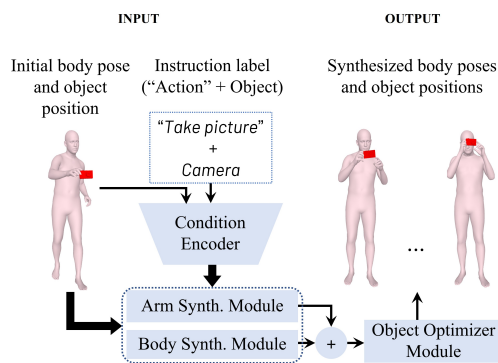 INPUT
OUTPUT
Initial body pose
and object
position
Instruction label
(“Action” + Object)
Synthesized body poses
and object positions
“Take picture”
+
Camera
Condition
Encoder
...
Arm Synth. Module
Body Synth. Module
+
Object Optimizer
Module